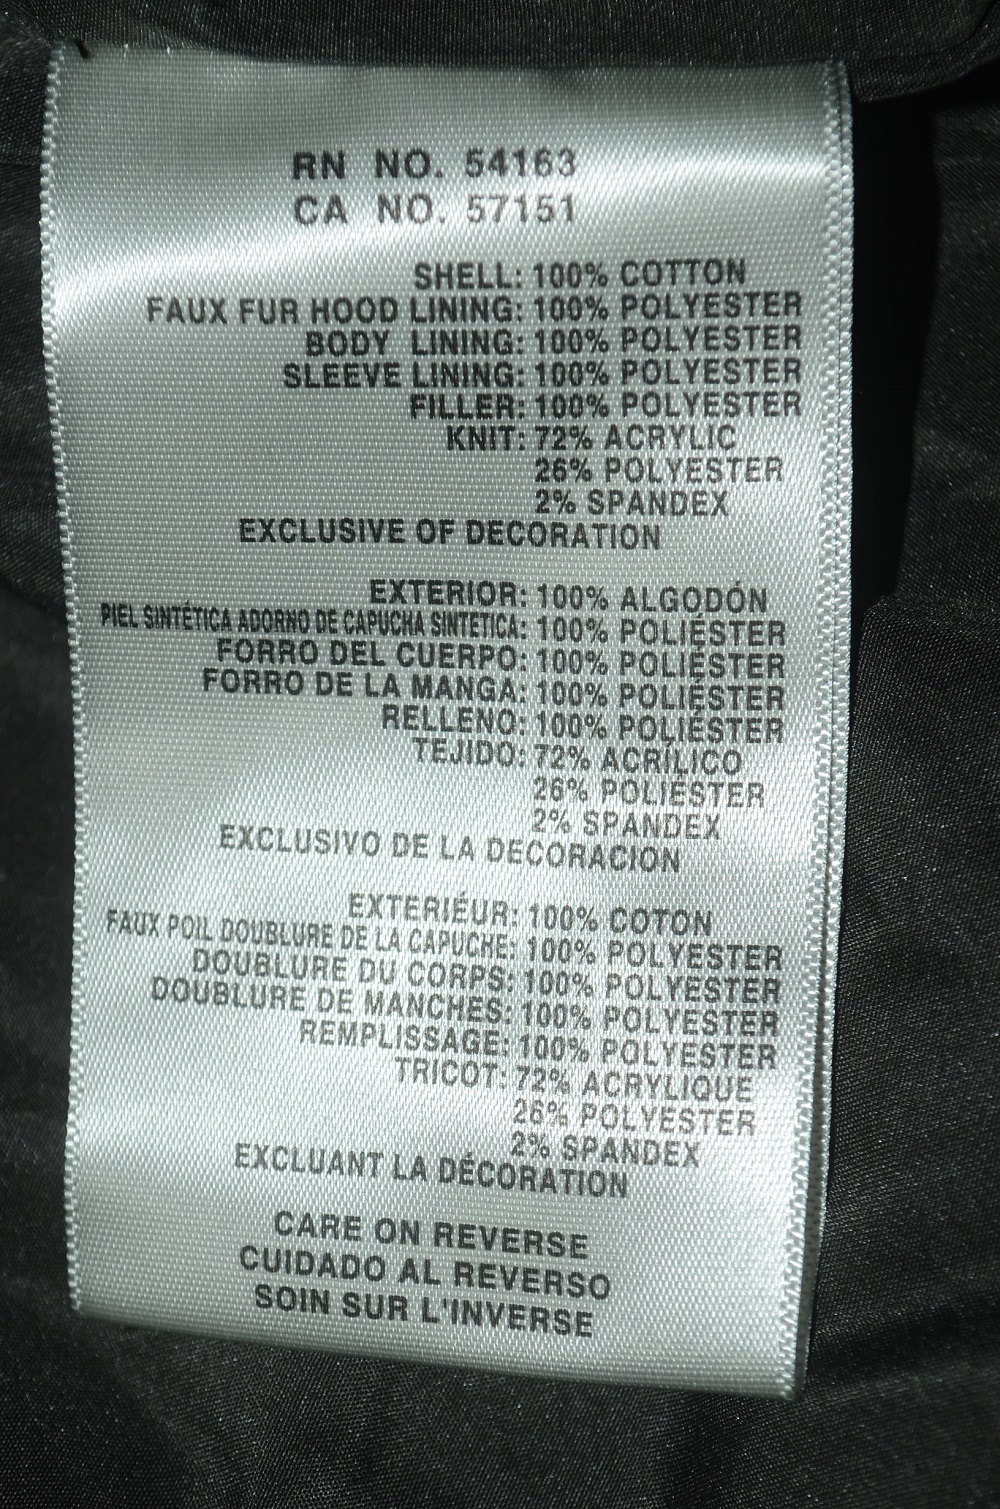 RN NO. 54163
CA NO. 57151
SHELL: 100% COTTON
FAUX FUR HOOD LINING: 100% POLYESTER
BODY LINING: 100% POLYESTER
SLEEVE LINING: 100% POLYESTER
FILLER: 100% POLYESTER
KNIT: 72% ACRYLIC
26% POLYESTER
2% SPANDEX
EXCLUSIVE OF DECORATION
EXTERIOR: 100% ALGODÓN
PIEL SINTÉTICA ADORNO DE CAPUCHA SINTETICA: 100% POLIÉSTER
FORRO DEL CUERPO: 100% POLIÉSTER
FORRO DE LA MANGA: 100% POLIÉSTER
RELLENO: 100% POLIÉSTER
TEJIDO: 72% ACRÍLICO
26% POLIÉSTER
2% SPANDEX
EXCLUSIVO DE LA DECORACION
EXTERIÉUR: 100% COTON
FAUX POIL DOUBLURE DE LA CAPUCHE: 100% POLYESTER
DOUBLURE DU CORPS: 100% POLYESTER
DOUBLURE DE MANCHES: 100% POLYESTER
REMPLISSAGE: 100% POLYESTER
TRICOT: 72% ACRYLIQUE
26% POLYESTER
2% SPANDEX
EXCLUANT LA DÉCORATION
CARE ON REVERSE
CUIDADO AL REVERSO
SOIN SUR L'INVERSE